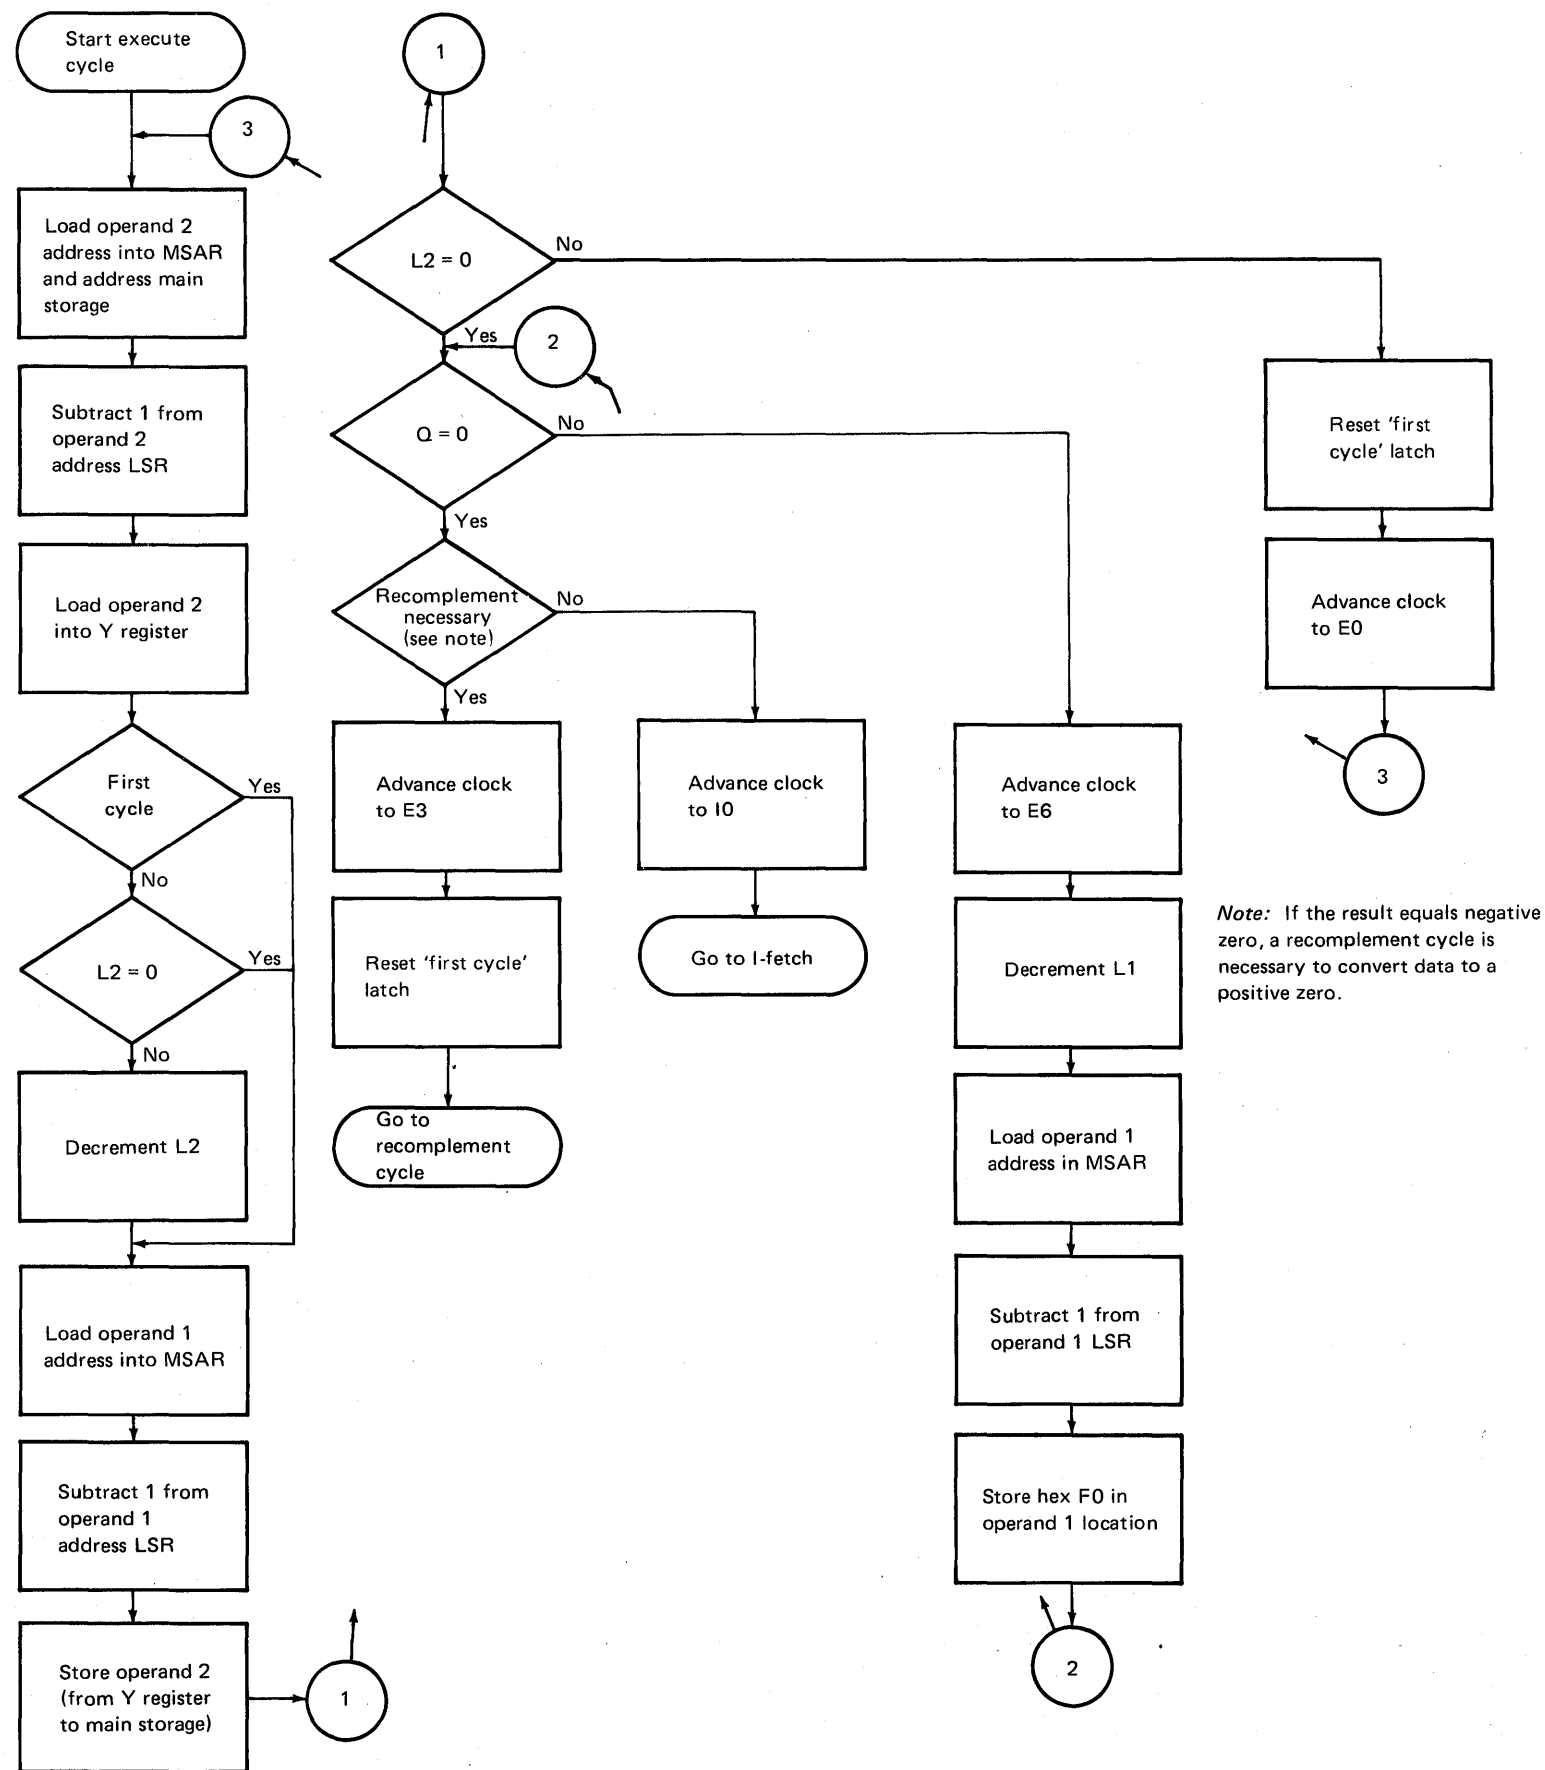 Start execute
cycle
3
Load operand 2
address into MSAR
and address main
storage
Subtract 1 from
operand 2
address LSR
Load operand 2
into Y register
First
cycle
Yes
No
L2 = 0
Yes
No
Decrement L2
Load operand 1
address into MSAR
Subtract 1 from
operand 1
address LSR
Store operand 2
(from Y register
to main storage)
1
1
L2 = 0
No
Yes
2
Q = 0
No
Yes
Recomplement
necessary
(see note)
No
Yes
Advance clock
to E3
Reset 'first cycle'
latch
Go to
recomplement
cycle
Advance clock
to I0
Go to I-fetch
Advance clock
to E6
Decrement L1
Load operand 1
address in MSAR
Subtract 1 from
operand 1 LSR
Store hex F0 in
operand 1 location
2
Reset 'first
cycle' latch
Advance clock
to E0
3
Note: If the result equals negative
zero, a recomplement cycle is
necessary to convert data to a
positive zero.